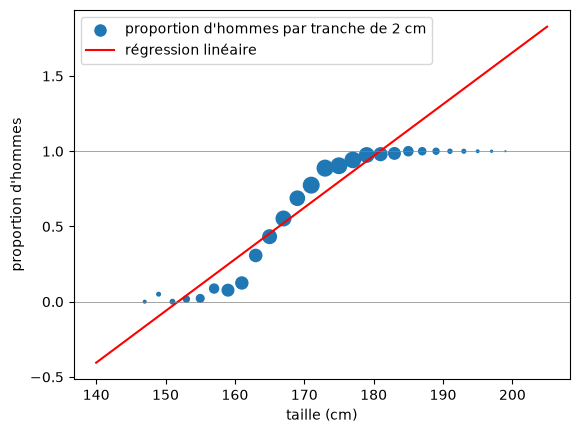 proportion d'hommes par tranche de 2 cm
régression linéaire
1.5
1.0
0.5
0.0
−0.5
proportion d'hommes
140 150 160 170 180 190 200
taille (cm)